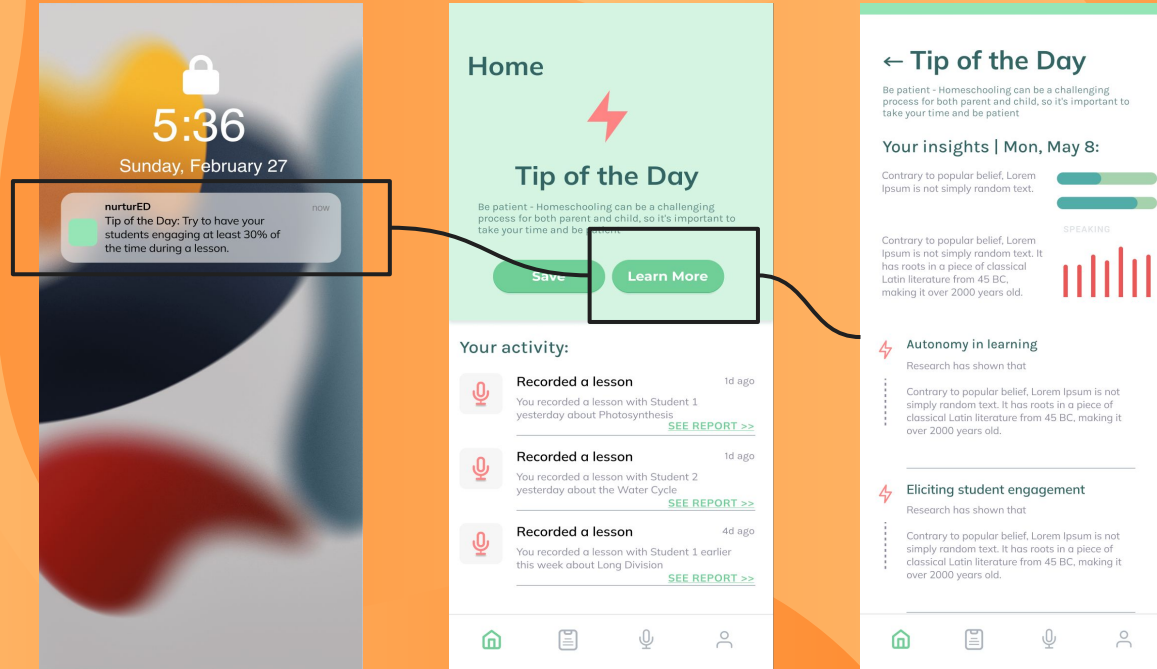 5:36
Sunday, February 27
nurturED
now
Tip of the Day: Try to have your
students engaging at least 30% of
the time during a lesson.
Home
Tip of the Day
Be patient - Homeschooling can be a challenging
process for both parent and child, so it's important to
take your time and be patient
Save
Learn More
Your activity:
Recorded a lesson
1d ago
You recorded a lesson with Student 1
yesterday about Photosynthesis
SEE REPORT >>
Recorded a lesson
1d ago
You recorded a lesson with Student 2
yesterday about the Water Cycle
SEE REPORT >>
Recorded a lesson
4d ago
You recorded a lesson with Student 1 earlier
this week about Long Division
SEE REPORT >>
← Tip of the Day
Be patient - Homeschooling can be a challenging
process for both parent and child, so it's important to
take your time and be patient
Your insights | Mon, May 8:
Contrary to popular belief, Lorem
Ipsum is not simply random text.
SPEAKING
Contrary to popular belief, Lorem
Ipsum is not simply random text. It
has roots in a piece of classical
Latin literature from 45 BC,
making it over 2000 years old.
Autonomy in learning
Research has shown that
Contrary to popular belief, Lorem Ipsum is not
simply random text. It has roots in a piece of
classical Latin literature from 45 BC, making it
over 2000 years old.
Eliciting student engagement
Research has shown that
Contrary to popular belief, Lorem Ipsum is not
simply random text. It has roots in a piece of
classical Latin literature from 45 BC, making it
over 2000 years old.